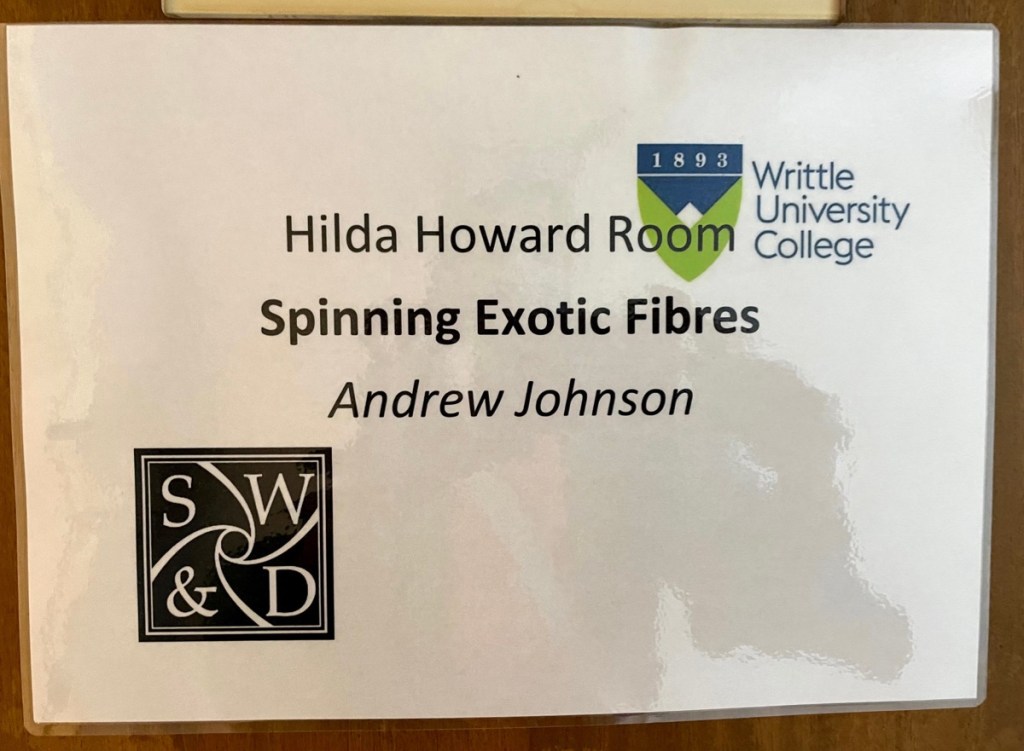 1893
Writtle
University
College
Hilda Howard Room
Spinning Exotic Fibres
Andrew Johnson
S W
& D